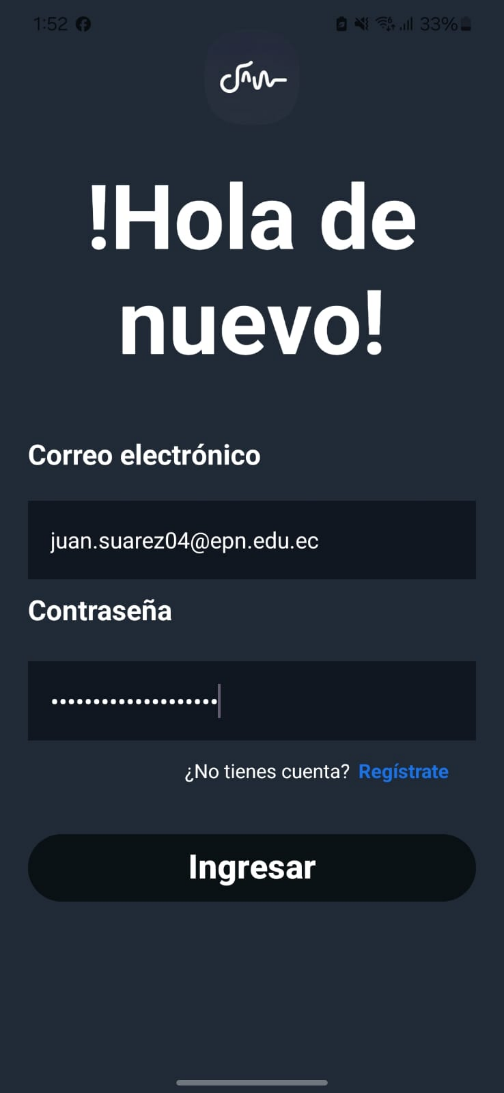 1:52
33%
!Hola de
nuevo!
Correo electrónico
juan.suarez04@epn.edu.ec
Contraseña
••••••••••••••••••••
¿No tienes cuenta? Regístrate
Ingresar